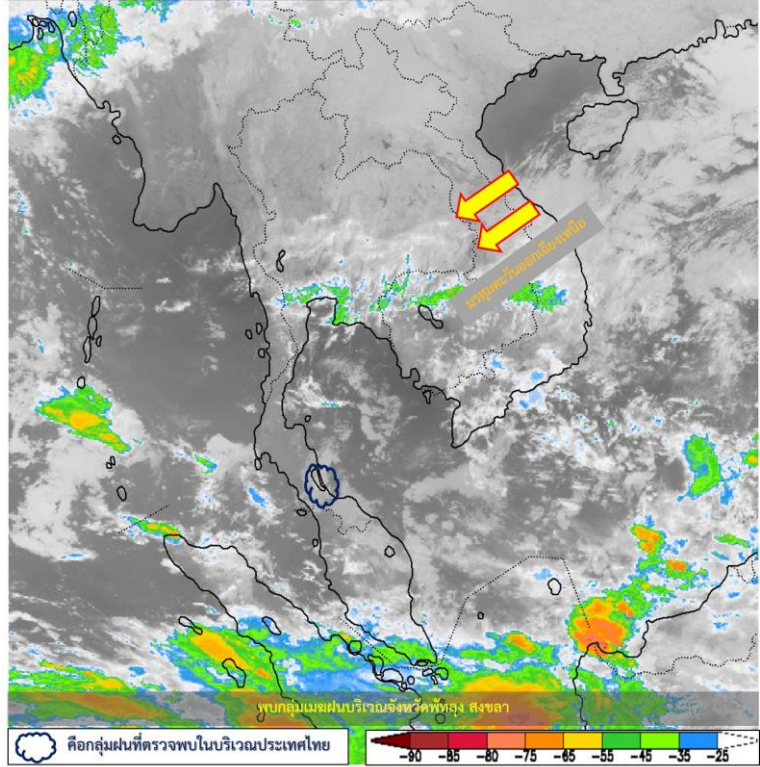 มรสุมตะวันออกเฉียงเหนือ
พบกลุ่มเมฆฝนบริเวณจังหวัดพัทลุง สงขลา
คือกลุ่มฝนที่ตรวจพบในบริเวณประเทศไทย
-90 -85 -80 -75 -65 -55 -45 -35 -25